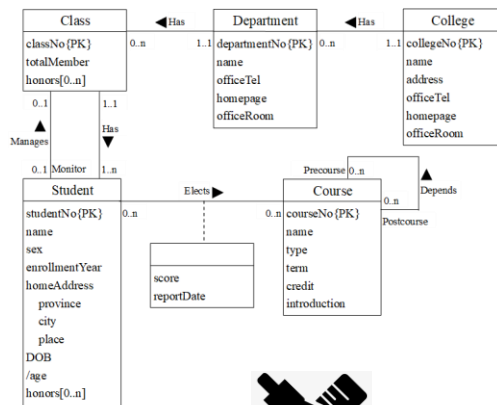 Class
classNo{PK}
totalMember
honors[0..n]
◀Has
0..n
1..1
Department
departmentNo{PK}
name
officeTel
homepage
officeRoom
◀Has
0..n
1..1
College
collegeNo{PK}
name
address
officeTel
homepage
officeRoom
0..1
1..1
▲
Manages
Has
▼
0..1
Monitor
1..n
Student
studentNo{PK}
name
sex
enrollmentYear
homeAddress
province
city
place
DOB
/age
honors[0..n]
Elects ▶
0..n
0..n
score
reportDate
Precourse
0..n
▲
Depends
0..n
Postcourse
Course
courseNo{PK}
name
type
term
credit
introduction